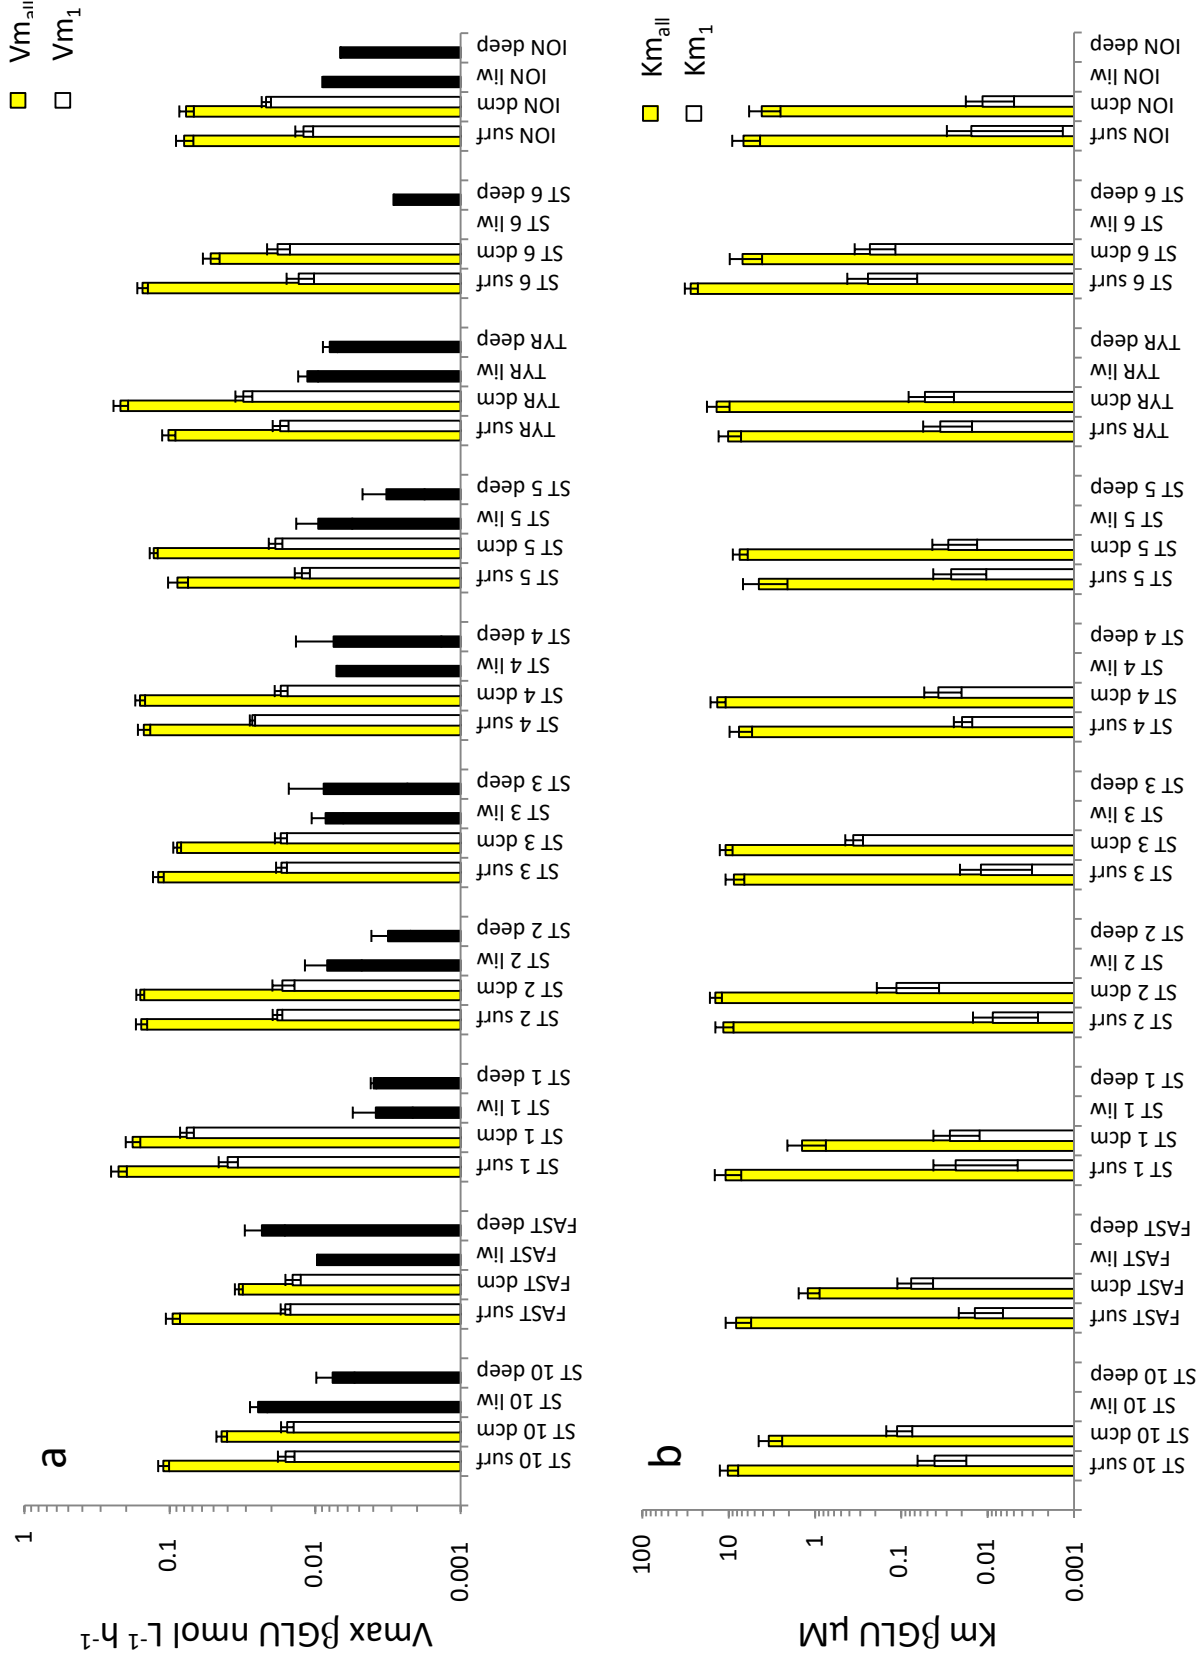 a
Vmax βGLU nmol L⁻¹ h⁻¹
1
0.1
0.01
0.001
Vm_all
Vm₁
ST 10 surf
ST 10 dcm
ST 10 liw
ST 10 deep
FAST surf
FAST dcm
FAST liw
FAST deep
ST 1 surf
ST 1 dcm
ST 1 liw
ST 1 deep
ST 2 surf
ST 2 dcm
ST 2 liw
ST 2 deep
ST 3 surf
ST 3 dcm
ST 3 liw
ST 3 deep
ST 4 surf
ST 4 dcm
ST 4 liw
ST 4 deep
ST 5 surf
ST 5 dcm
ST 5 liw
ST 5 deep
TYR surf
TYR dcm
TYR liw
TYR deep
ST 6 surf
ST 6 dcm
ST 6 liw
ST 6 deep
ION surf
ION dcm
ION liw
ION deep
b
Km βGLU μM
100
10
1
0.1
0.01
0.001
Km_all
Km₁
ST 10 surf
ST 10 dcm
ST 10 liw
ST 10 deep
FAST surf
FAST dcm
FAST liw
FAST deep
ST 1 surf
ST 1 dcm
ST 1 liw
ST 1 deep
ST 2 surf
ST 2 dcm
ST 2 liw
ST 2 deep
ST 3 surf
ST 3 dcm
ST 3 liw
ST 3 deep
ST 4 surf
ST 4 dcm
ST 4 liw
ST 4 deep
ST 5 surf
ST 5 dcm
ST 5 liw
ST 5 deep
TYR surf
TYR dcm
TYR liw
TYR deep
ST 6 surf
ST 6 dcm
ST 6 liw
ST 6 deep
ION surf
ION dcm
ION liw
ION deep